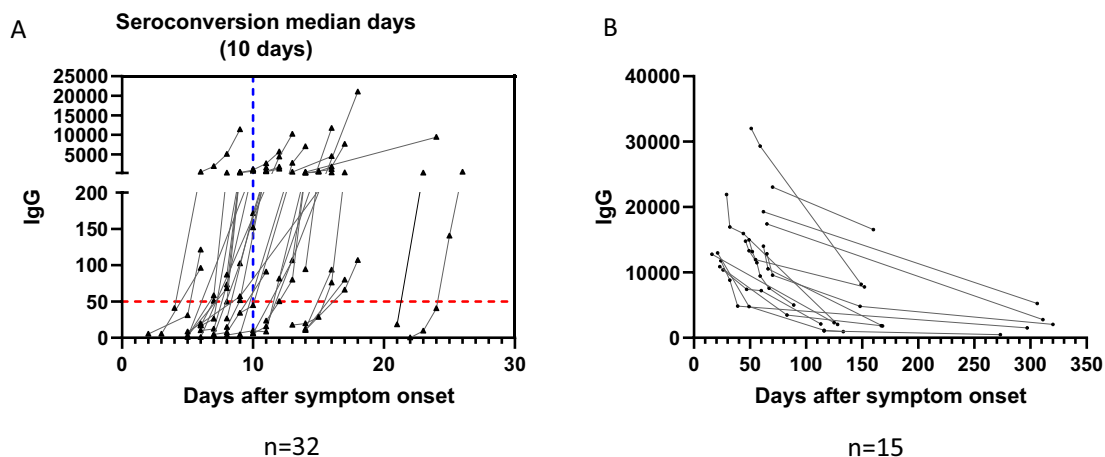 A
Seroconversion median days
(10 days)
25000
20000
15000
10000
5000
200
150
100
50
0
IgG
0
10
20
30
Days after symptom onset
n=32
B
40000
30000
20000
10000
0
IgG
0
50
100
150
200
250
300
350
Days after symptom onset
n=15